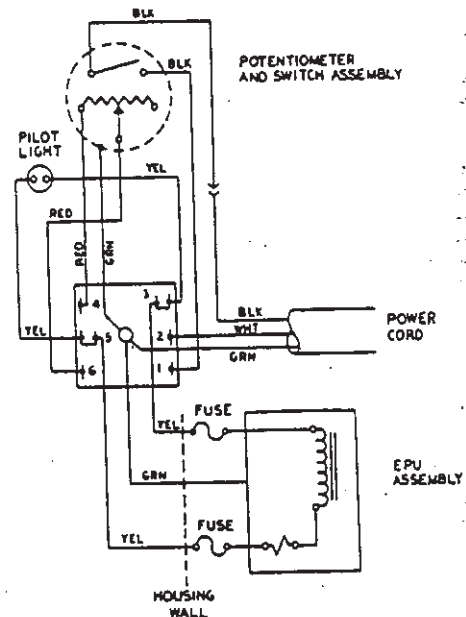 BLK
BLK
POTENTIOMETER
AND SWITCH ASSEMBLY
PILOT
LIGHT
YEL
RED
RED
GRN
4
3
BLK
POWER
CORD
WHT
YEL
5
2
GRN
6
1
FUSE
YEL
EPU
ASSEMBLY
GRN
FUSE
YEL
HOUSING
WALL